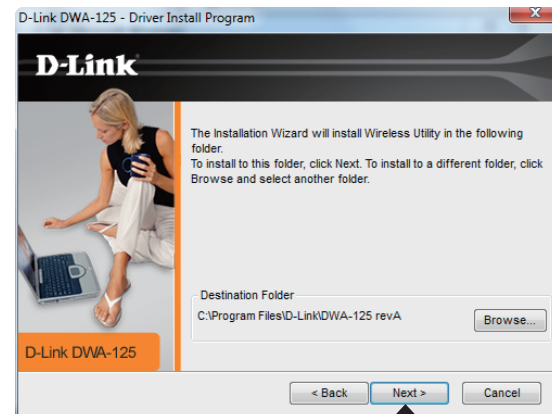 D-Link DWA-125 - Driver Install Program
D-Link
The Installation Wizard will install Wireless Utility in the following
folder.
To install to this folder, click Next. To install to a different folder, click
Browse and select another folder.
Destination Folder
C:\Program Files\D-Link\DWA-125 revA
Browse...
D-Link DWA-125
< Back
Next >
Cancel